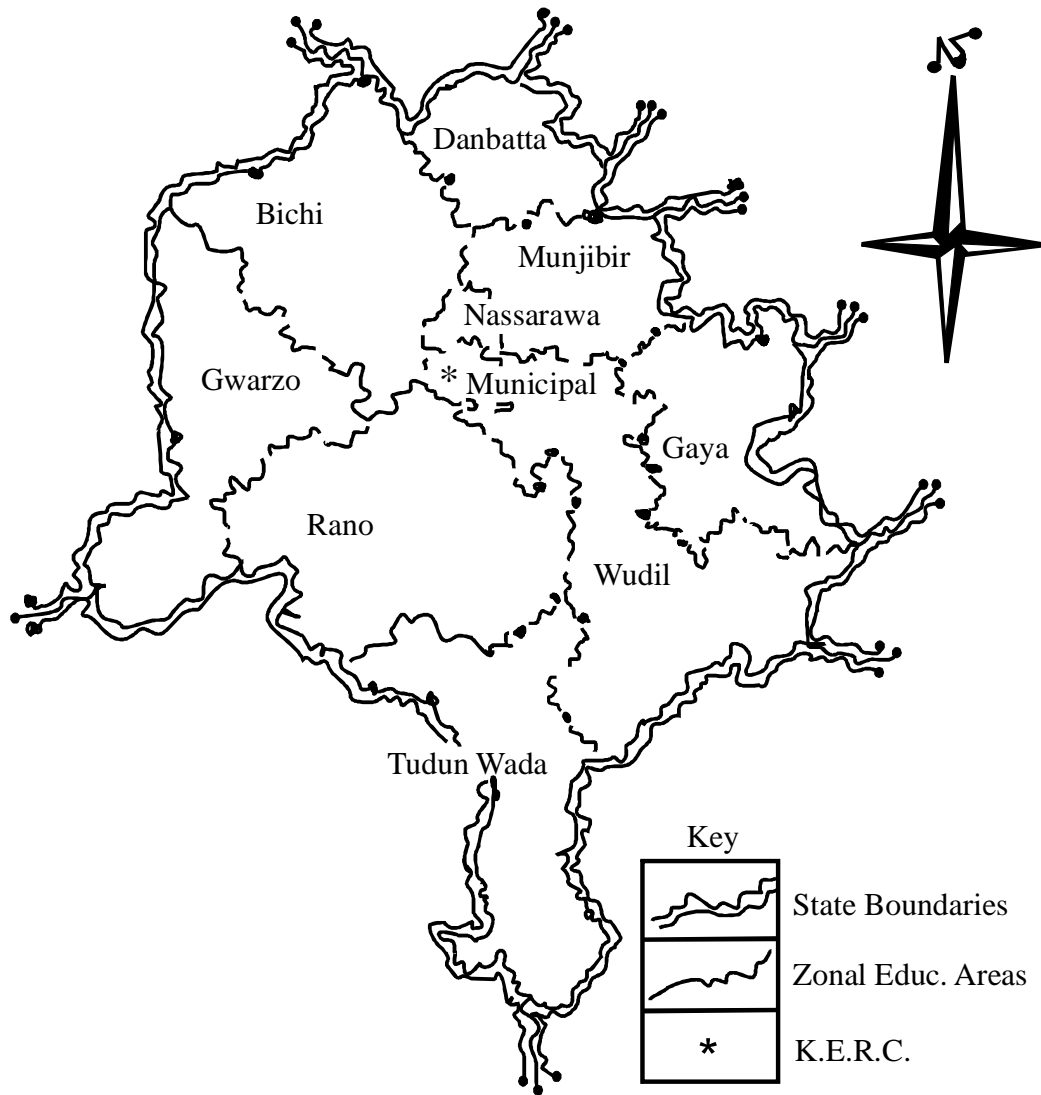 N
Danbatta
Bichi
Munjibir
Nassarawa
Gwarzo
* Municipal
Gaya
Rano
Wudil
Tudun Wada
Key
State Boundaries
Zonal Educ. Areas
* K.E.R.C.